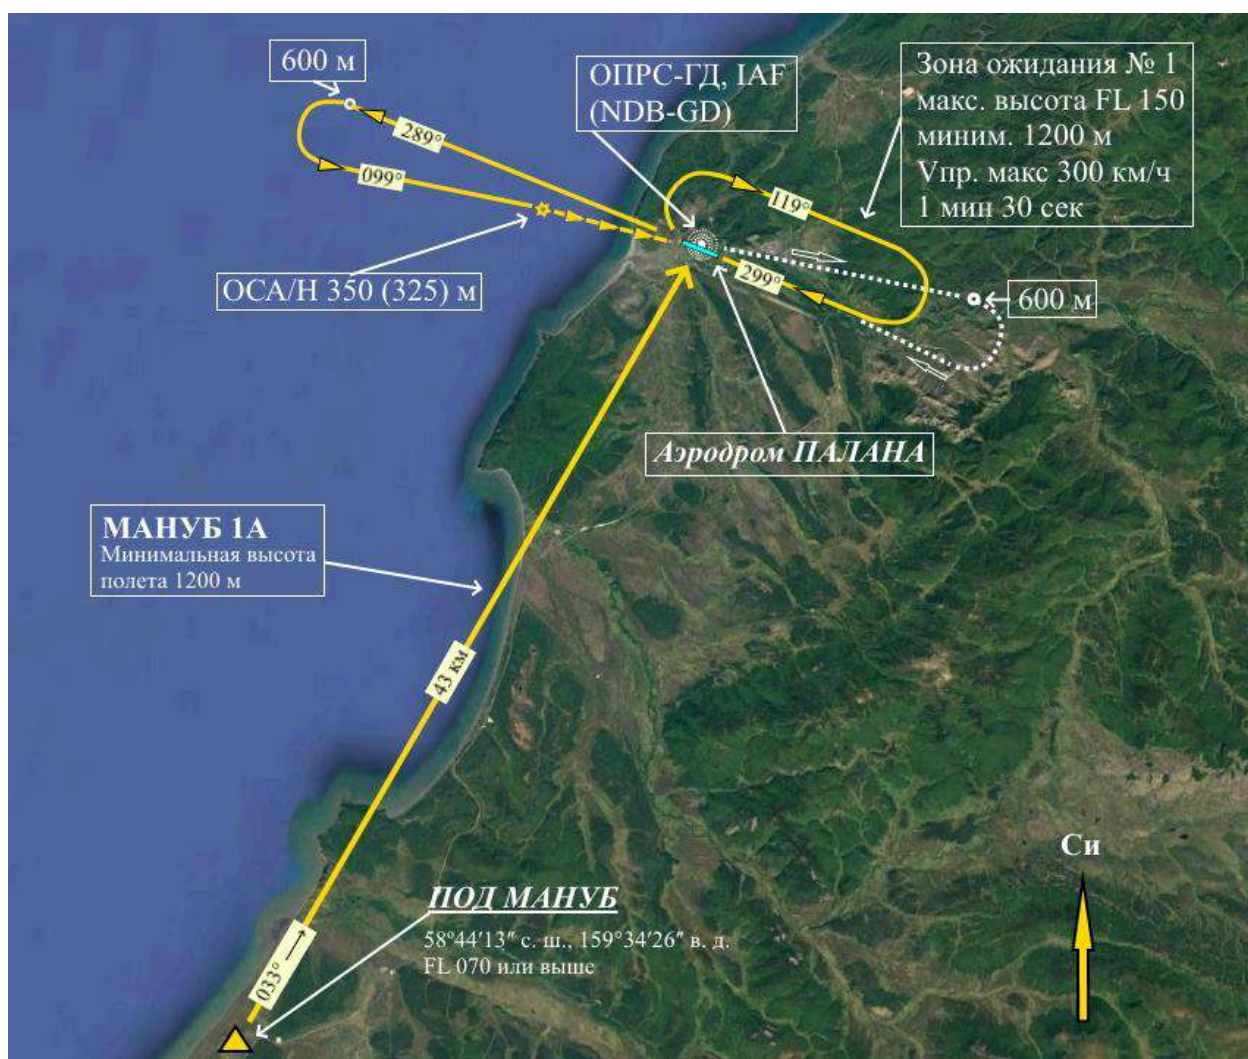 600 м
ОПРС-ГД, IAF
(NDB-GD)
Зона ожидания № 1
макс. высота FL 150
миним. 1200 м
Vпр. макс 300 км/ч
1 мин 30 сек
289°
099°
119°
299°
ОСА/Н 350 (325) м
600 м
Аэродром ПАЛАНА
МАНУБ 1А
Минимальная высота
полета 1200 м
43 км
Си
ПОД МАНУБ
58°44′13″ с. ш., 159°34′26″ в. д.
FL 070 или выше
033°